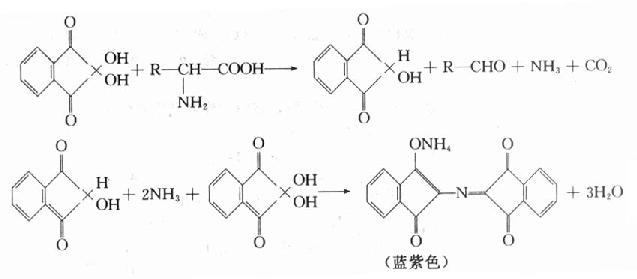 O O
OH + R—CH—COOH → H + R—CHO + NH₃ + CO₂
OH OH
NH₂
O O
O O ONH₄ O
H + 2NH₃ + OH → N + 3H₂O
OH OH
O O O O
(蓝紫色)